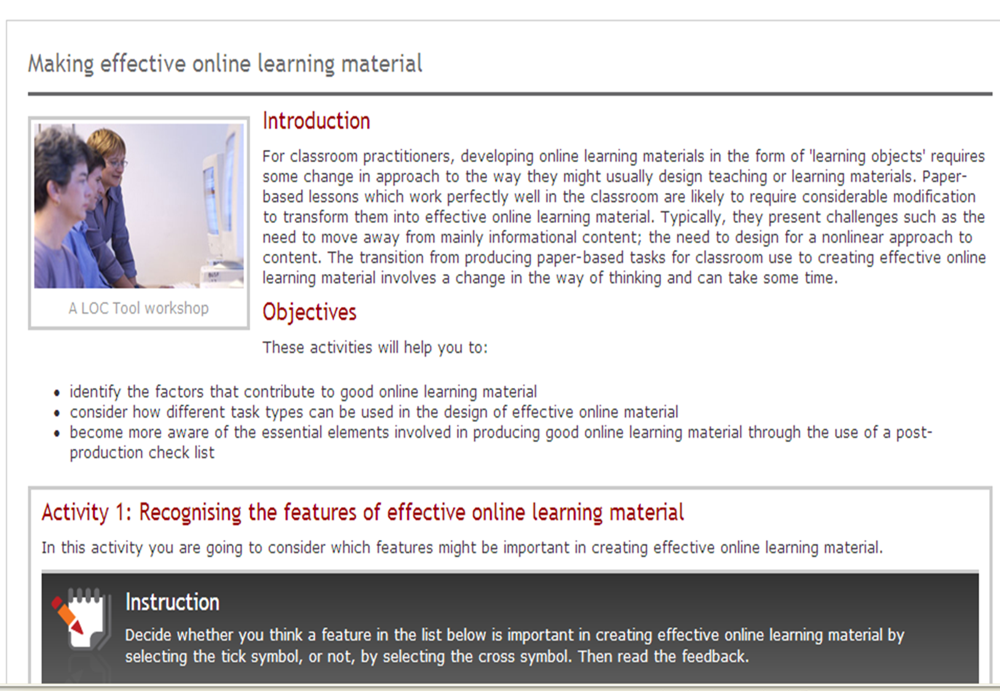 Making effective online learning material
Introduction
For classroom practitioners, developing online learning materials in the form of 'learning objects' requires
some change in approach to the way they might usually design teaching or learning materials. Paper-
based lessons which work perfectly well in the classroom are likely to require considerable modification
to transform them into effective online learning material. Typically, they present challenges such as the
need to move away from mainly informational content; the need to design for a nonlinear approach to
content. The transition from producing paper-based tasks for classroom use to creating effective online
learning material involves a change in the way of thinking and can take some time.
A LOC Tool workshop
Objectives
These activities will help you to:
• identify the factors that contribute to good online learning material
• consider how different task types can be used in the design of effective online material
• become more aware of the essential elements involved in producing good online learning material through the use of a post-
production check list
Activity 1: Recognising the features of effective online learning material
In this activity you are going to consider which features might be important in creating effective online learning material.
Instruction
Decide whether you think a feature in the list below is important in creating effective online learning material by
selecting the tick symbol, or not, by selecting the cross symbol. Then read the feedback.